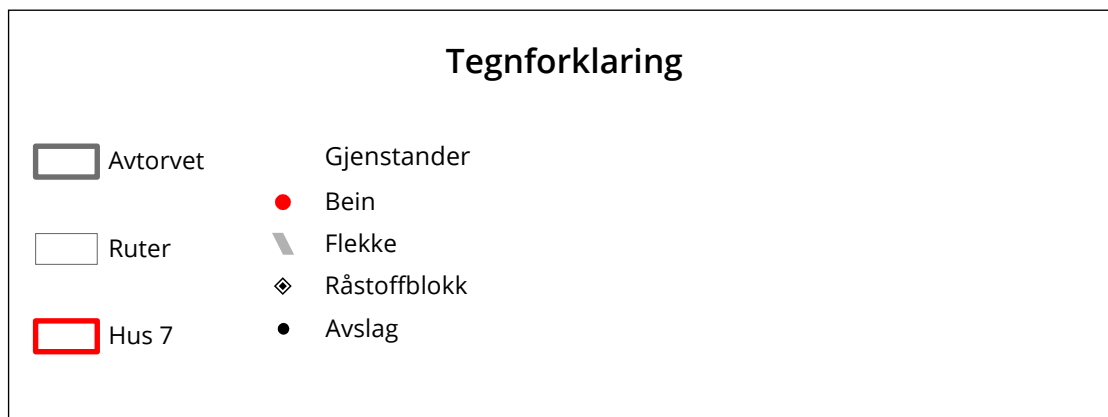 Tegnforklaring
Avtorvet
Ruter
Hus 7
Gjenstander
Bein
Flekke
Råstoffblokk
Avslag